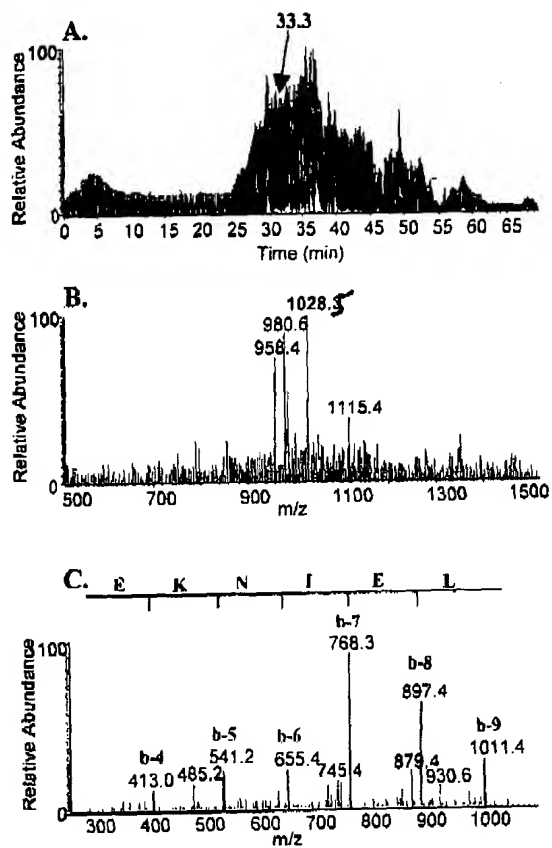 A.
33.3
100
0
Relative Abundance
0 5 10 15 20 25 30 35 40 45 50 55 60 65
Time (min)
B.
1028.5
100
980.6
958.4
1115.4
0
Relative Abundance
500 700 900 1100 1300 1500
m/z
C. E K N I E L
b-7
100
768.3
b-8
897.4
b-5
b-6
b-9
b-4
541.2
655.4
1011.4
413.0
485.2
745.4
879.4
930.6
0
Relative Abundance
300 400 500 600 700 800 900 1000
m/z